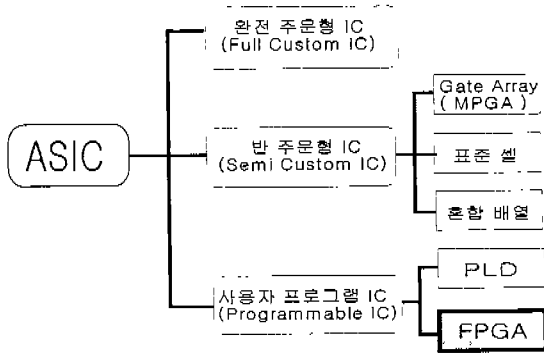 완전 주운형 IC
(Full Custom IC)
Gate Array
( MPGA )
ASIC
반 주운형 IC
(Semi Custom IC)
표준 셀
혼합 배열
사용자 프로그램 IC
(Programmable IC)
PLD
FPGA